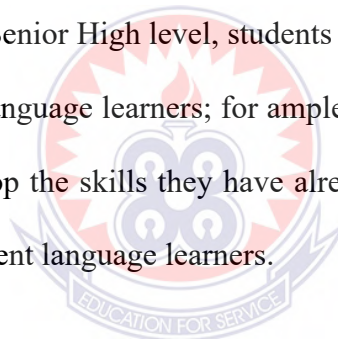 Senior High level, students
anguage learners; for ample
op the skills they have alre
ent language learners.
EDUCATION FOR SERVICE